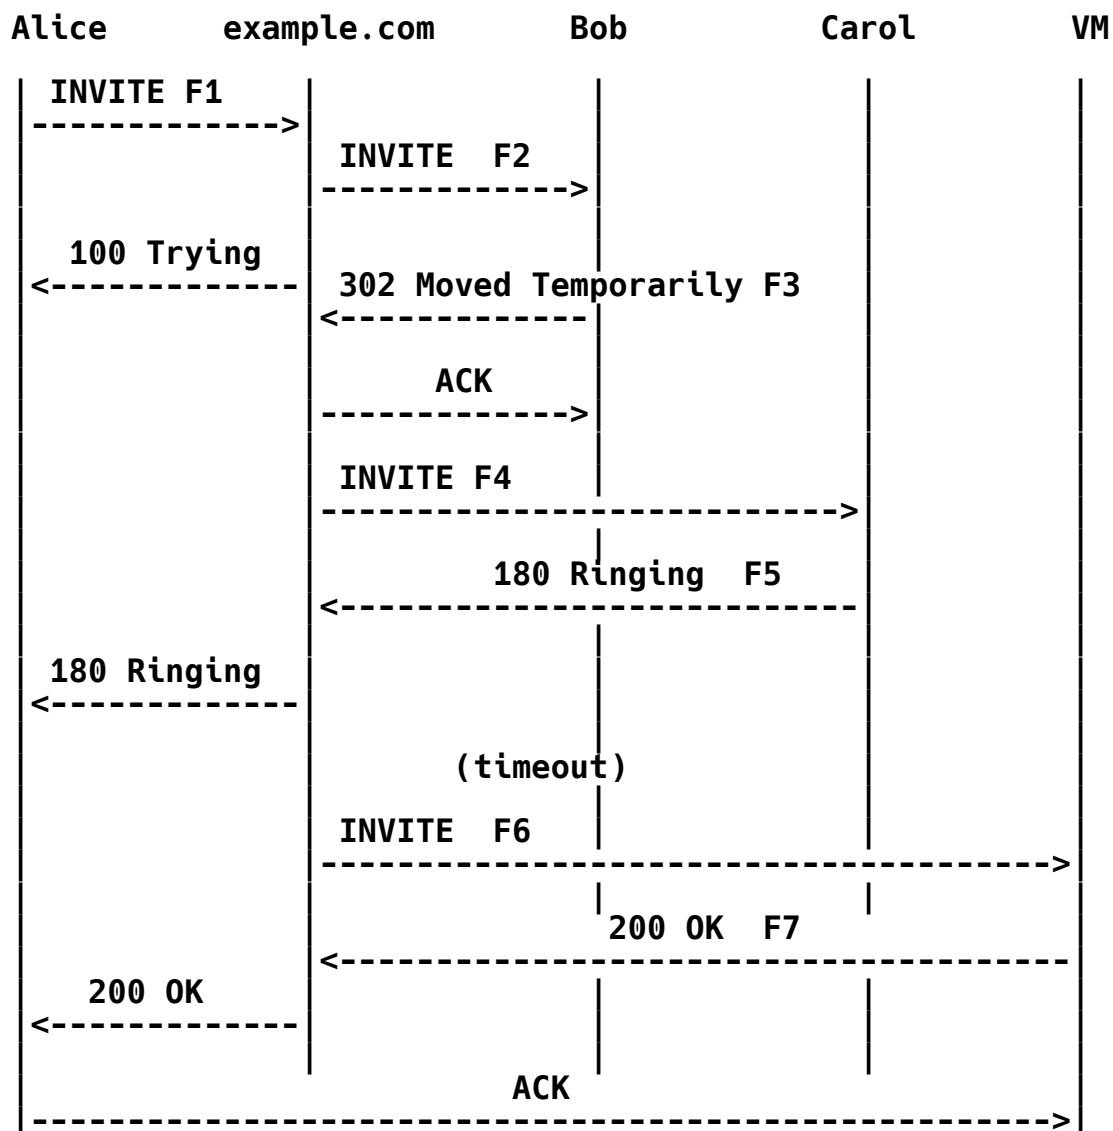 Alice      example.com       Bob          Carol        VM
INVITE F1
INVITE  F2
100 Trying
302 Moved Temporarily F3
ACK
INVITE F4
180 Ringing  F5
180 Ringing
(timeout)
INVITE  F6
200 OK  F7
200 OK
ACK